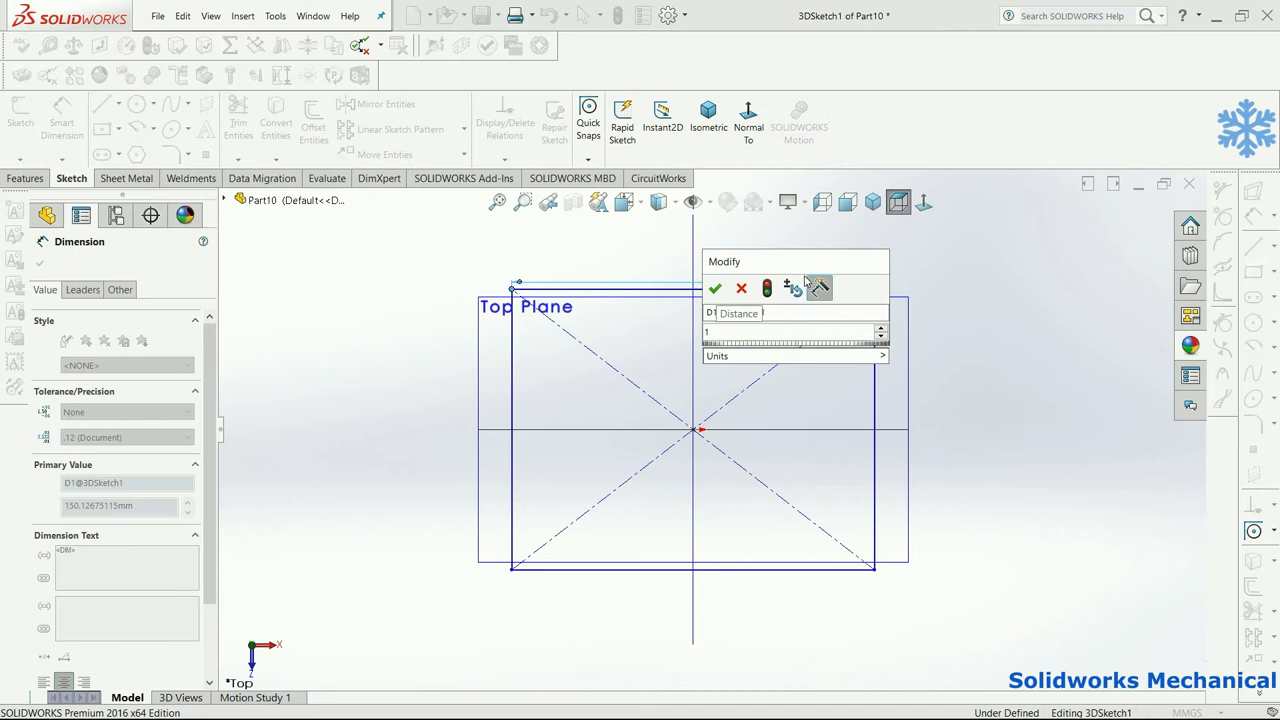 SOLIDWORKS
File
Edit
View
Insert
Tools
Window
Help
3DSketch1 of Part10 *
Search SOLIDWORKS Help
?
Sketch
Smart
Dimension
Trim
Entities
Convert
Entities
Offset
Entities
Mirror Entities
Linear Sketch Pattern
Move Entities
Display/Delete
Relations
Repair
Sketch
Quick
Snaps
Rapid
Sketch
Instant2D
Isometric
Normal
To
SOLIDWORKS
Motion
Features
Sketch
Sheet Metal
Weldments
Data Migration
Evaluate
DimXpert
SOLIDWORKS Add-Ins
SOLIDWORKS MBD
CircuitWorks
Part10 (Default<<D...
Dimension
Value
Leaders
Other
Style
<NONE>
Tolerance/Precision
None
.12 (Document)
Primary Value
D1@3DSketch1
150.12675115mm
Dimension Text
<DIM>
Top Plane
Modify
D1
Distance
1
Units
X
Z
*Top
Solidworks Mechanical
Model
3D Views
Motion Study 1
SOLIDWORKS Premium 2016 x64 Edition
Under Defined
Editing 3DSketch1
MMGS